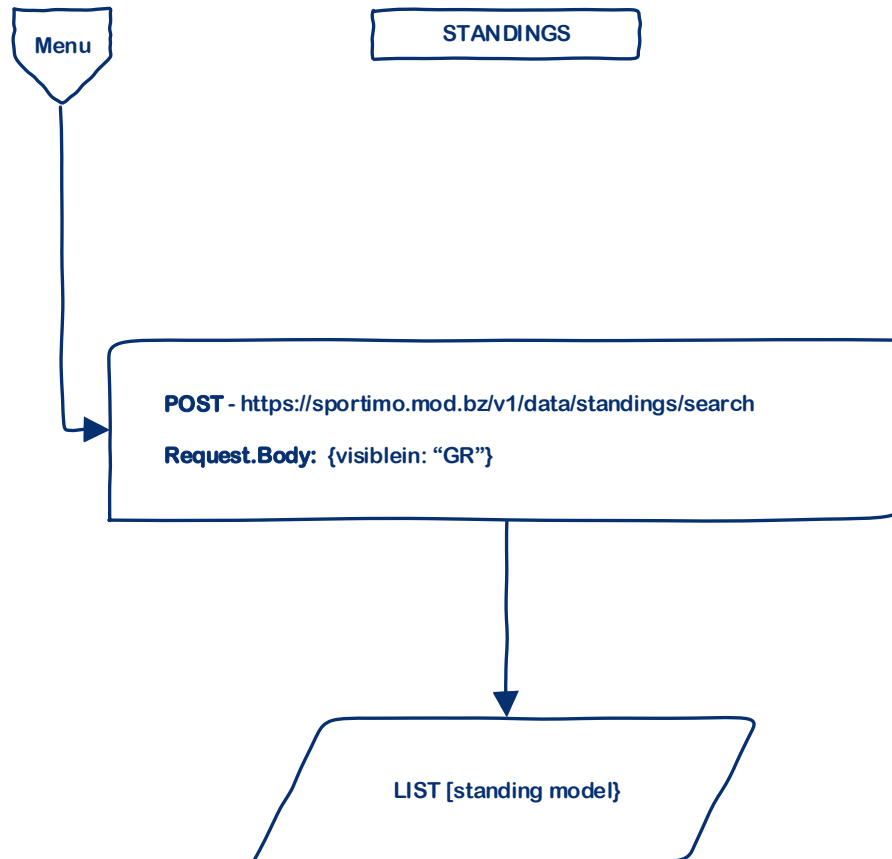 Menu
STANDINGS
POST - https://sportimo.mod.bz/v1/data/standings/search
Request.Body: {visiblein: “GR”}
LIST [standing model}